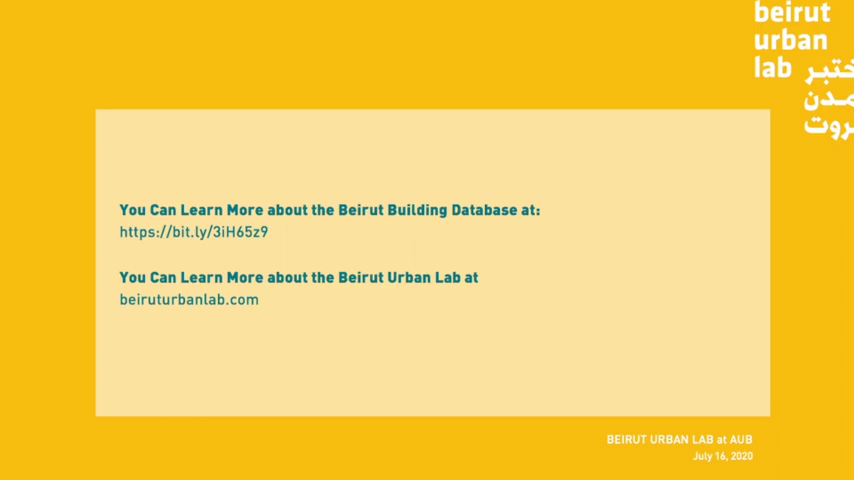 beirut
urban
lab
You Can Learn More about the Beirut Building Database at:
https://bit.ly/3iH65z9
You Can Learn More about the Beirut Urban Lab at
beiruturbanlab.com
BEIRUT URBAN LAB at AUB
July 16, 2020